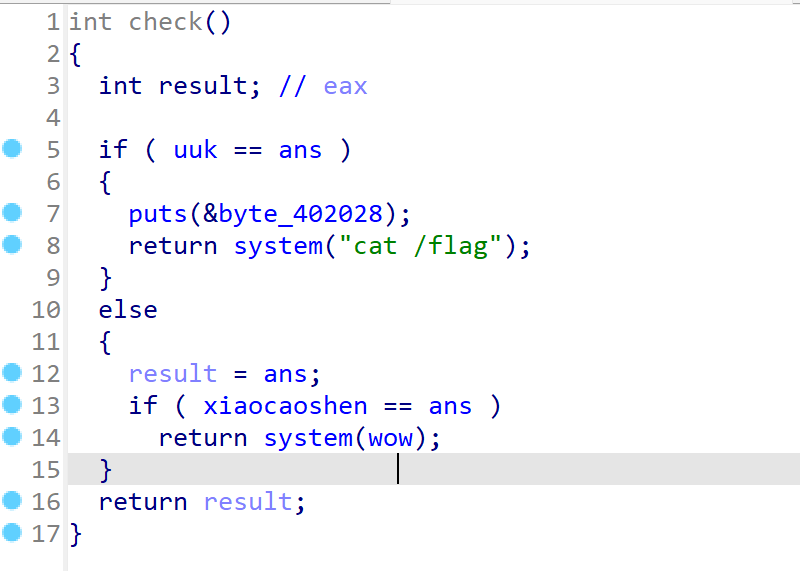 1 int check()
2 {
3   int result; // eax
4
5   if ( uuk == ans )
6   {
7     puts(&byte_402028);
8     return system("cat /flag");
9   }
10   else
11   {
12     result = ans;
13     if ( xiaocaoshen == ans )
14       return system(wow);
15   }
16   return result;
17 }